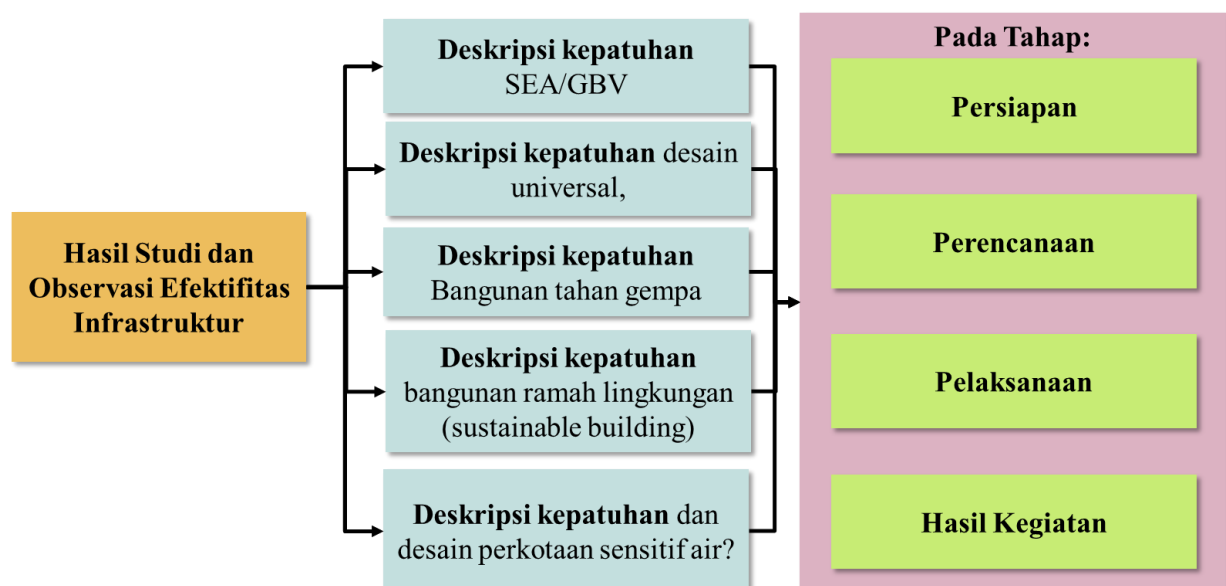 Hasil Studi dan
Observasi Efektifitas
Infrastruktur
Deskripsi kepatuhan
SEA/GBV
Deskripsi kepatuhan desain
universal,
Deskripsi kepatuhan
Bangunan tahan gempa
Deskripsi kepatuhan
bangunan ramah lingkungan
(sustainable building)
Deskripsi kepatuhan dan
desain perkotaan sensitif air?
Pada Tahap:
Persiapan
Perencanaan
Pelaksanaan
Hasil Kegiatan